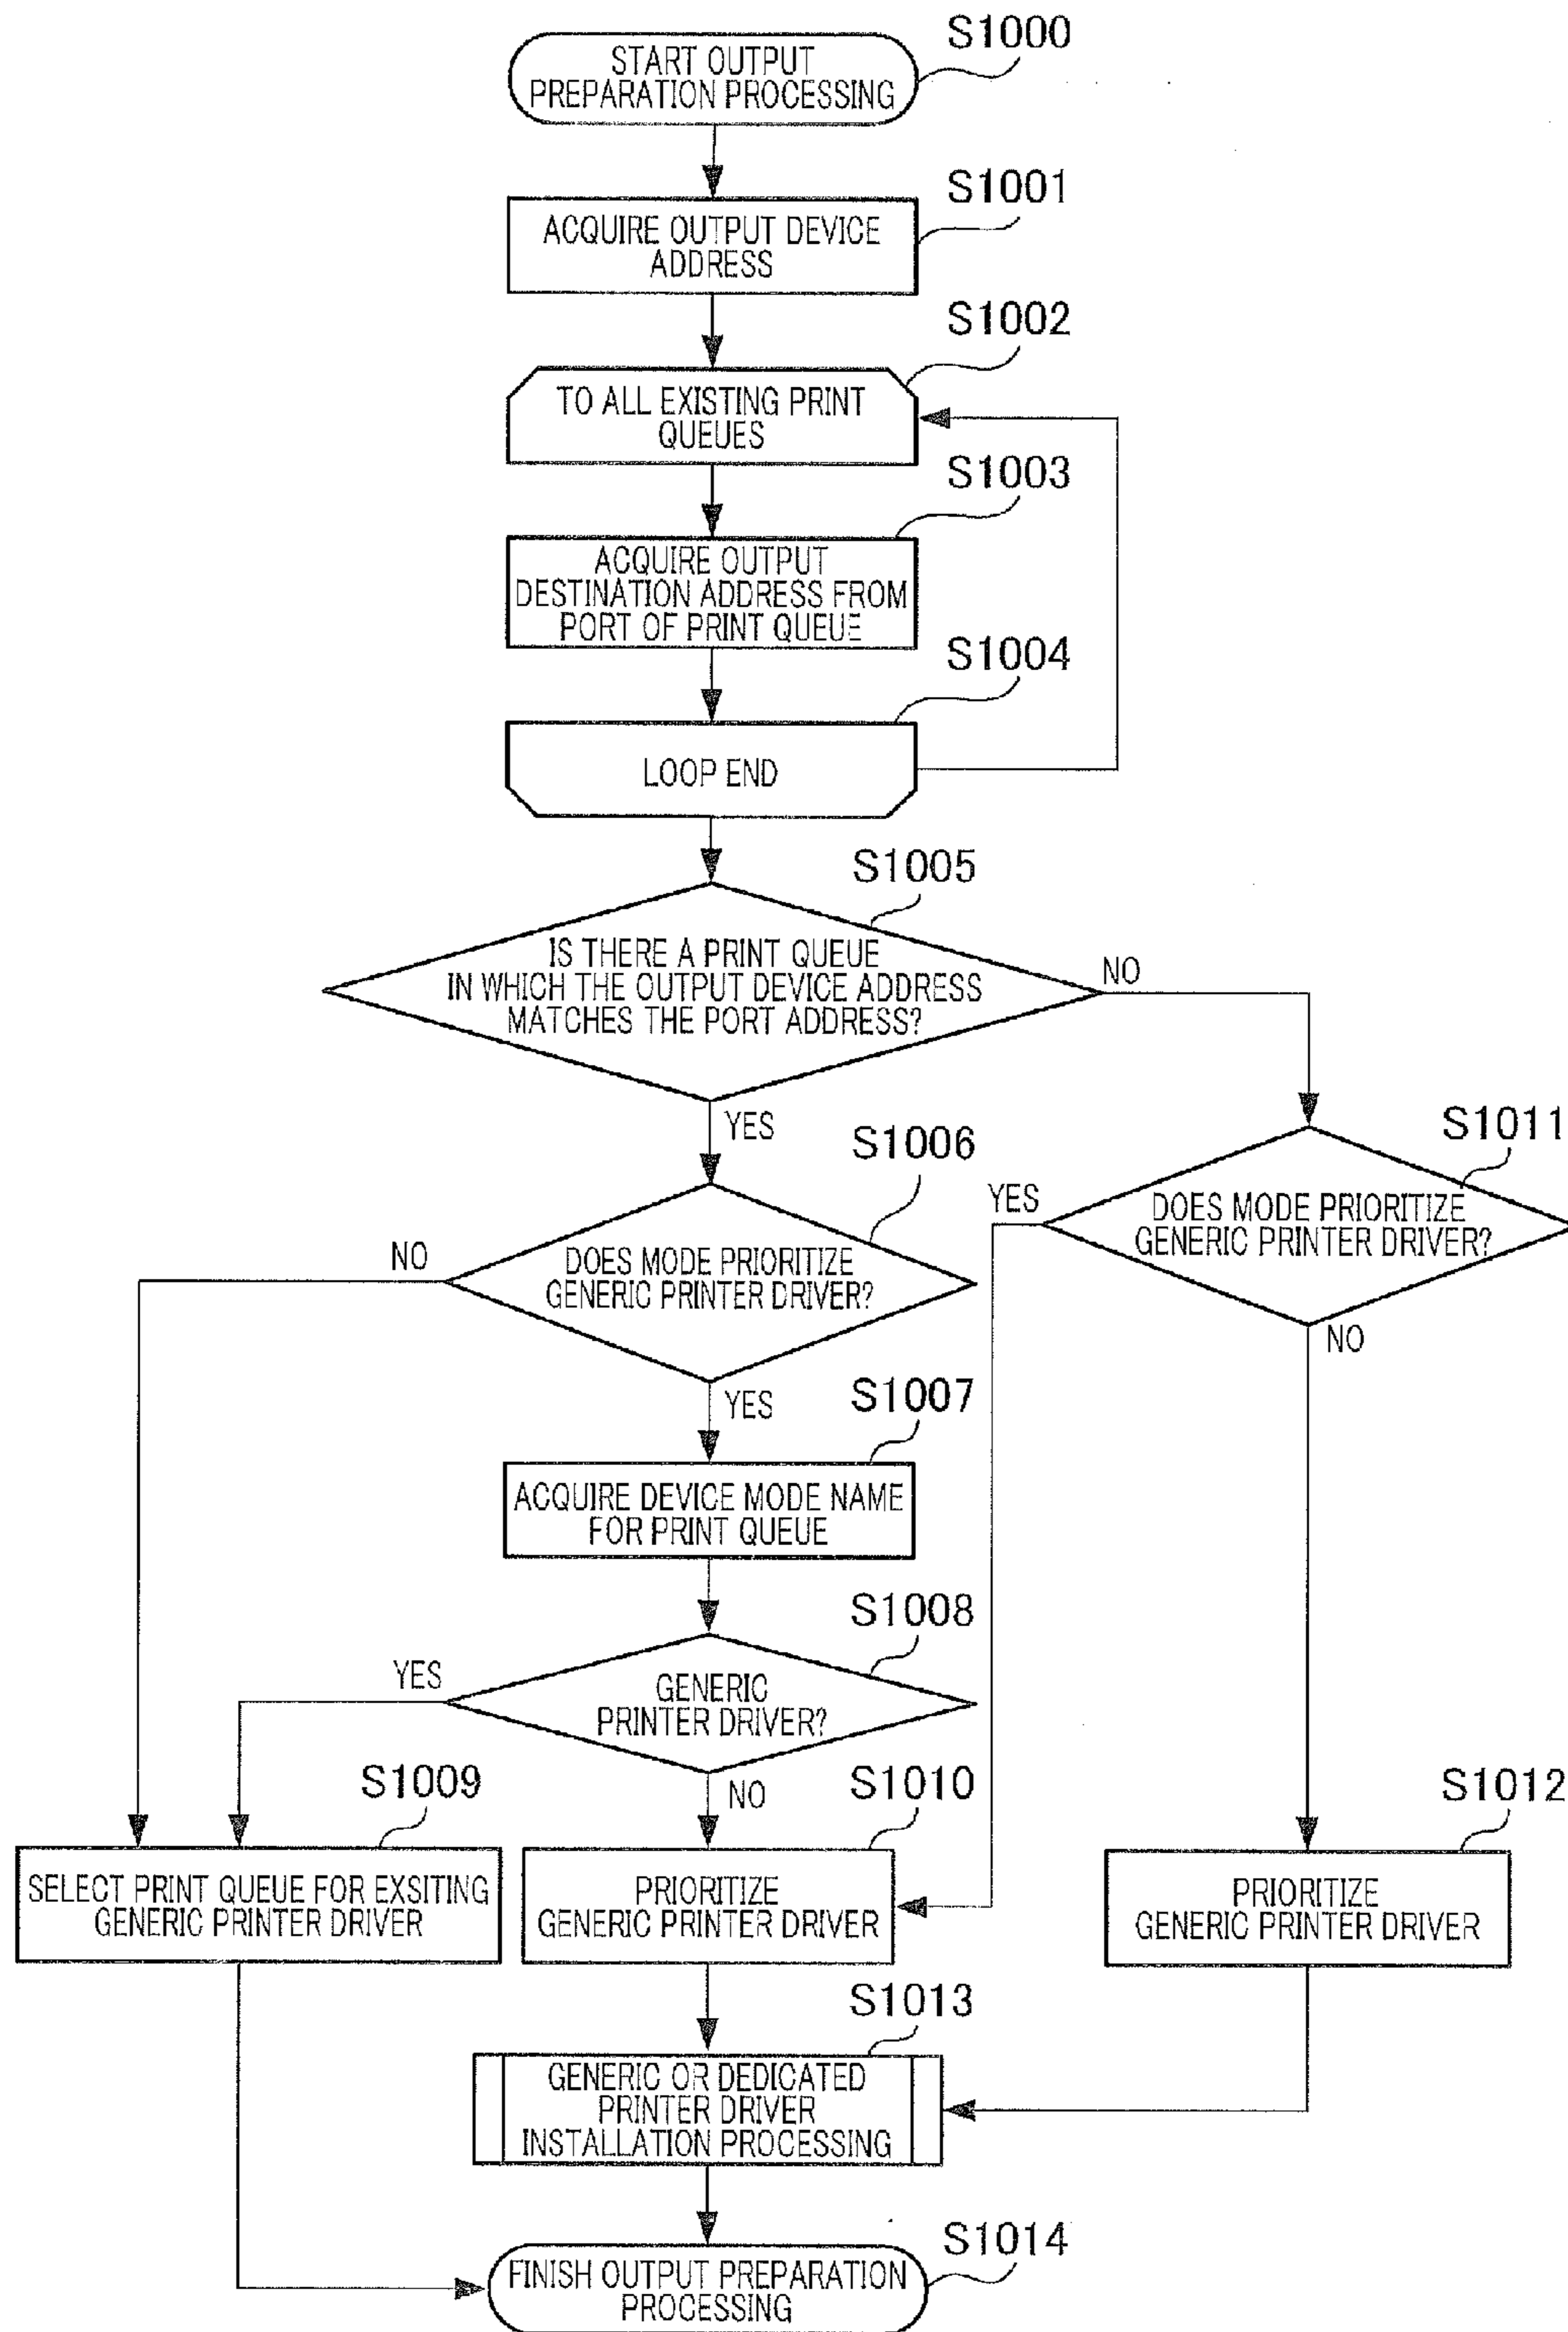 S1000
START OUTPUT
PREPARATION PROCESSING
S1001
ACQUIRE OUTPUT DEVICE
ADDRESS
S1002
TO ALL EXISTING PRINT
QUEUES
S1003
ACQUIRE OUTPUT
DESTINATION ADDRESS FROM
PORT OF PRINT QUEUE
S1004
LOOP END
S1005
IS THERE A PRINT QUEUE
IN WHICH THE OUTPUT DEVICE ADDRESS
MATCHES THE PORT ADDRESS?
NO
YES
S1006
DOES MODE PRIORITIZE
GENERIC PRINTER DRIVER?
NO
YES
S1011
DOES MODE PRIORITIZE
GENERIC PRINTER DRIVER?
YES
NO
S1007
ACQUIRE DEVICE MODE NAME
FOR PRINT QUEUE
S1008
GENERIC
PRINTER DRIVER?
YES
NO
S1009
SELECT PRINT QUEUE FOR EXSITING
GENERIC PRINTER DRIVER
S1010
PRIORITIZE
GENERIC PRINTER DRIVER
S1012
PRIORITIZE
GENERIC PRINTER DRIVER
S1013
GENERIC OR DEDICATED
PRINTER DRIVER
INSTALLATION PROCESSING
S1014
FINISH OUTPUT PREPARATION
PROCESSING